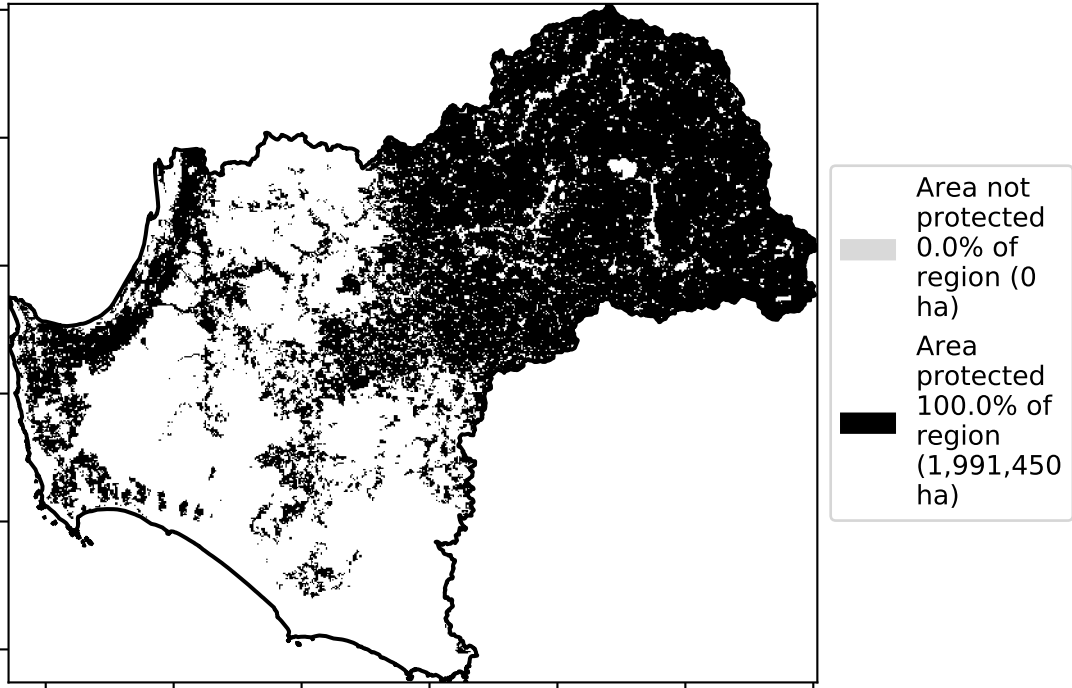 Area not
protected
0.0% of
region (0
ha)
Area
protected
100.0% of
region
(1,991,450
ha)